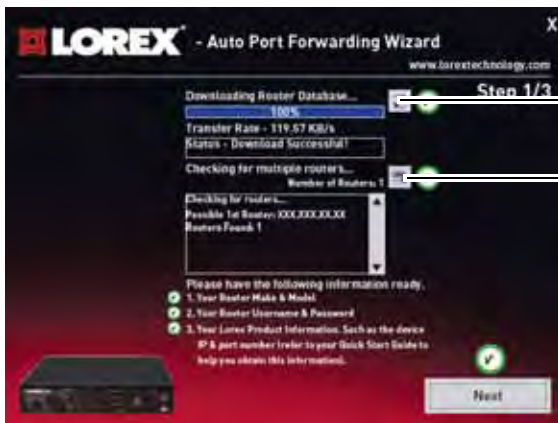 LOREX - Auto Port Forwarding Wizard
X
www.lorextechnology.com
Step 1/3
Downloading Router Database...
100%
Transfer Rate - 119.57 KB/s
Status - Download Successful!
Checking for multiple routers...
Number of Routers: 1
Checking for routers...
Possible 1st Router: XXX.XXX.XX.XX
Routers Found: 1
Please have the following information ready.
1. Your Router Make & Model
2. Your Router Username & Password
3. Your Lorex Product Information. Such as the device
IP & port number (refer to your Quick Start Guide to
help you obtain this information).
Next